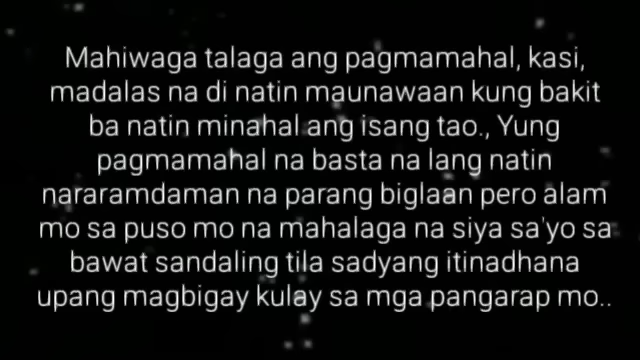 Mahiwaga talaga ang pagmamahal, kasi,
madalas na di natin maunawaan kung bakit
ba natin minahal ang isang tao., Yung
pagmamahal na basta na lang natin
nararamdaman na parang biglaan pero alam
mo sa puso mo na mahalaga na siya sa'yo sa
bawat sandaling tila sadyang itinadhana
upang magbigay kulay sa mga pangarap mo..